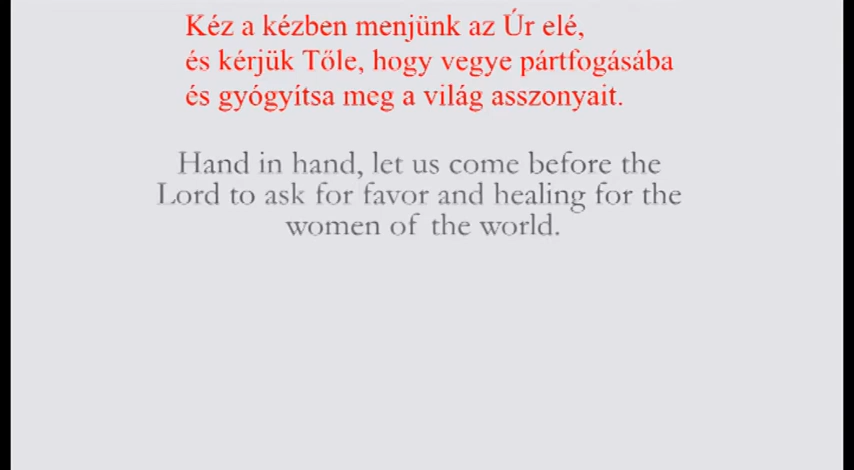 Kéz a kézben menjünk az Úr elé,
és kérjük Tőle, hogy vegye pártfogásába
és gyógyítsa meg a világ asszonyait.
Hand in hand, let us come before the
Lord to ask for favor and healing for the
women of the world.